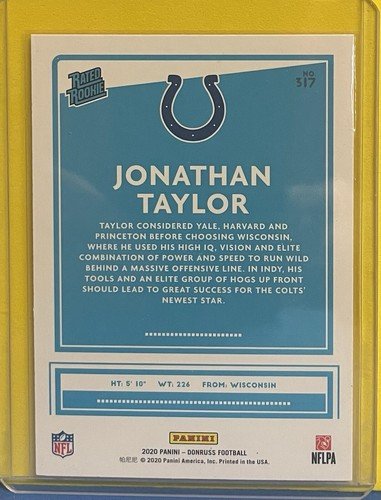 RATED
ROOKIE
NO.
317
JONATHAN
TAYLOR
TAYLOR CONSIDERED YALE, HARVARD AND
PRINCETON BEFORE CHOOSING WISCONSIN,
WHERE HE USED HIS HIGH IQ, VISION AND ELITE
COMBINATION OF POWER AND SPEED TO RUN WILD
BEHIND A MASSIVE OFFENSIVE LINE. IN INDY, HIS
TOOLS AND AN ELITE GROUP OF HOGS UP FRONT
SHOULD LEAD TO GREAT SUCCESS FOR THE COLTS'
NEWEST STAR.
HT: 5' 10" WT: 226 FROM: WISCONSIN
PANINI
2020 PANINI – DONRUSS FOOTBALL
帕尼尼 © 2020 Panini America, Inc. Printed in the USA.
NFL
NFLPA